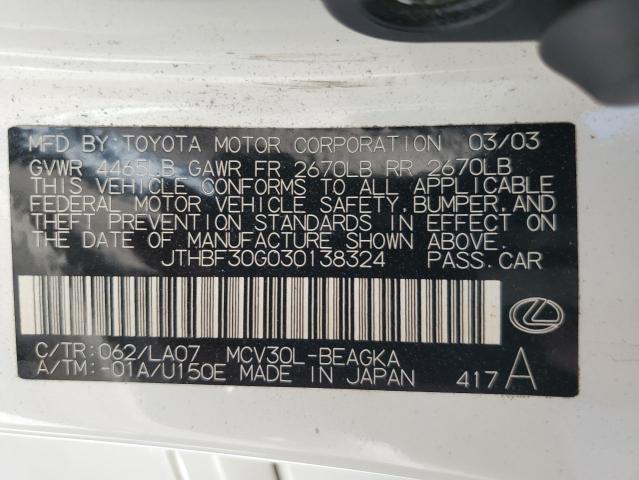 MFD. BY TOYOTA MOTOR CORPORATION 03/03
GVWR 4465LB GAWR FR 2670LB RR 2670LB
THIS VEHICLE CONFORMS TO ALL APPLICABLE
FEDERAL MOTOR VEHICLE SAFETY, BUMPER, AND
THEFT PREVENTION STANDARDS IN EFFECT ON
THE DATE OF MANUFACTURE SHOWN ABOVE.
JTHBF30G030138324 PASS.CAR
C/TR: 062/LA07 MCV30L-BEAGKA
A/TM: -01A/U150E MADE IN JAPAN 417 A